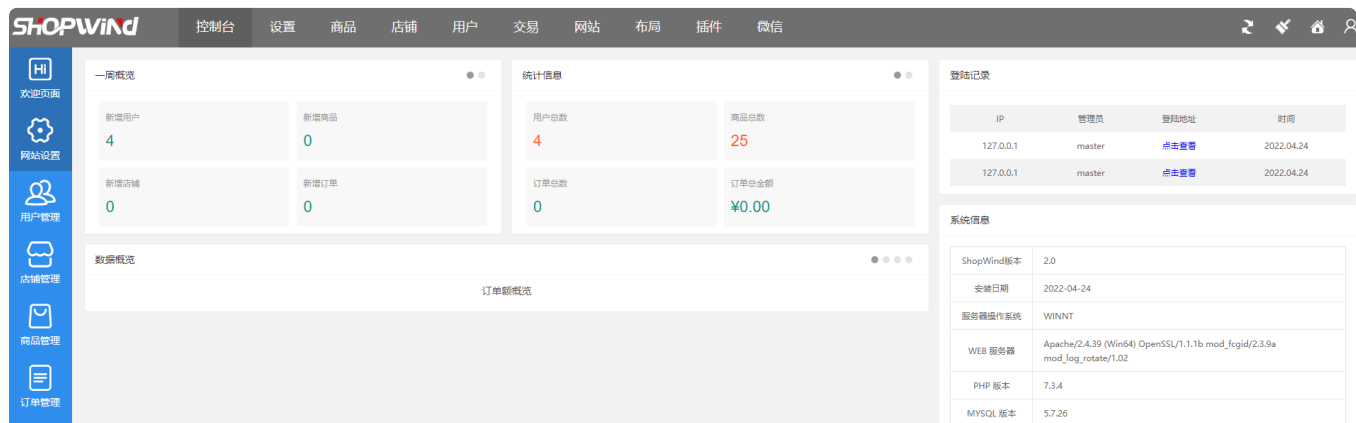 SHOPWIND 控制台 设置 商品 店铺 用户 交易 网站 布局 插件 微信
Hi
欢迎页面
网站设置
用户管理
店铺管理
商品管理
订单管理
一周概览
新增用户 新增商品
4 0
新增店铺 新增订单
0 0
统计信息
用户总数 商品总数
4 25
订单总数 订单总金额
0 ¥0.00
数据概览
订单额概览
登陆记录
IP 管理员 登陆地址 时间
127.0.0.1 master 点击查看 2022.04.24
127.0.0.1 master 点击查看 2022.04.24
系统信息
ShopWind版本 2.0
安装日期 2022-04-24
服务器操作系统 WINNT
WEB 服务器 Apache/2.4.39 (Win64) OpenSSL/1.1.1b mod_fcgid/2.3.9a
mod_log_rotate/1.02
PHP 版本 7.3.4
MYSQL 版本 5.7.26